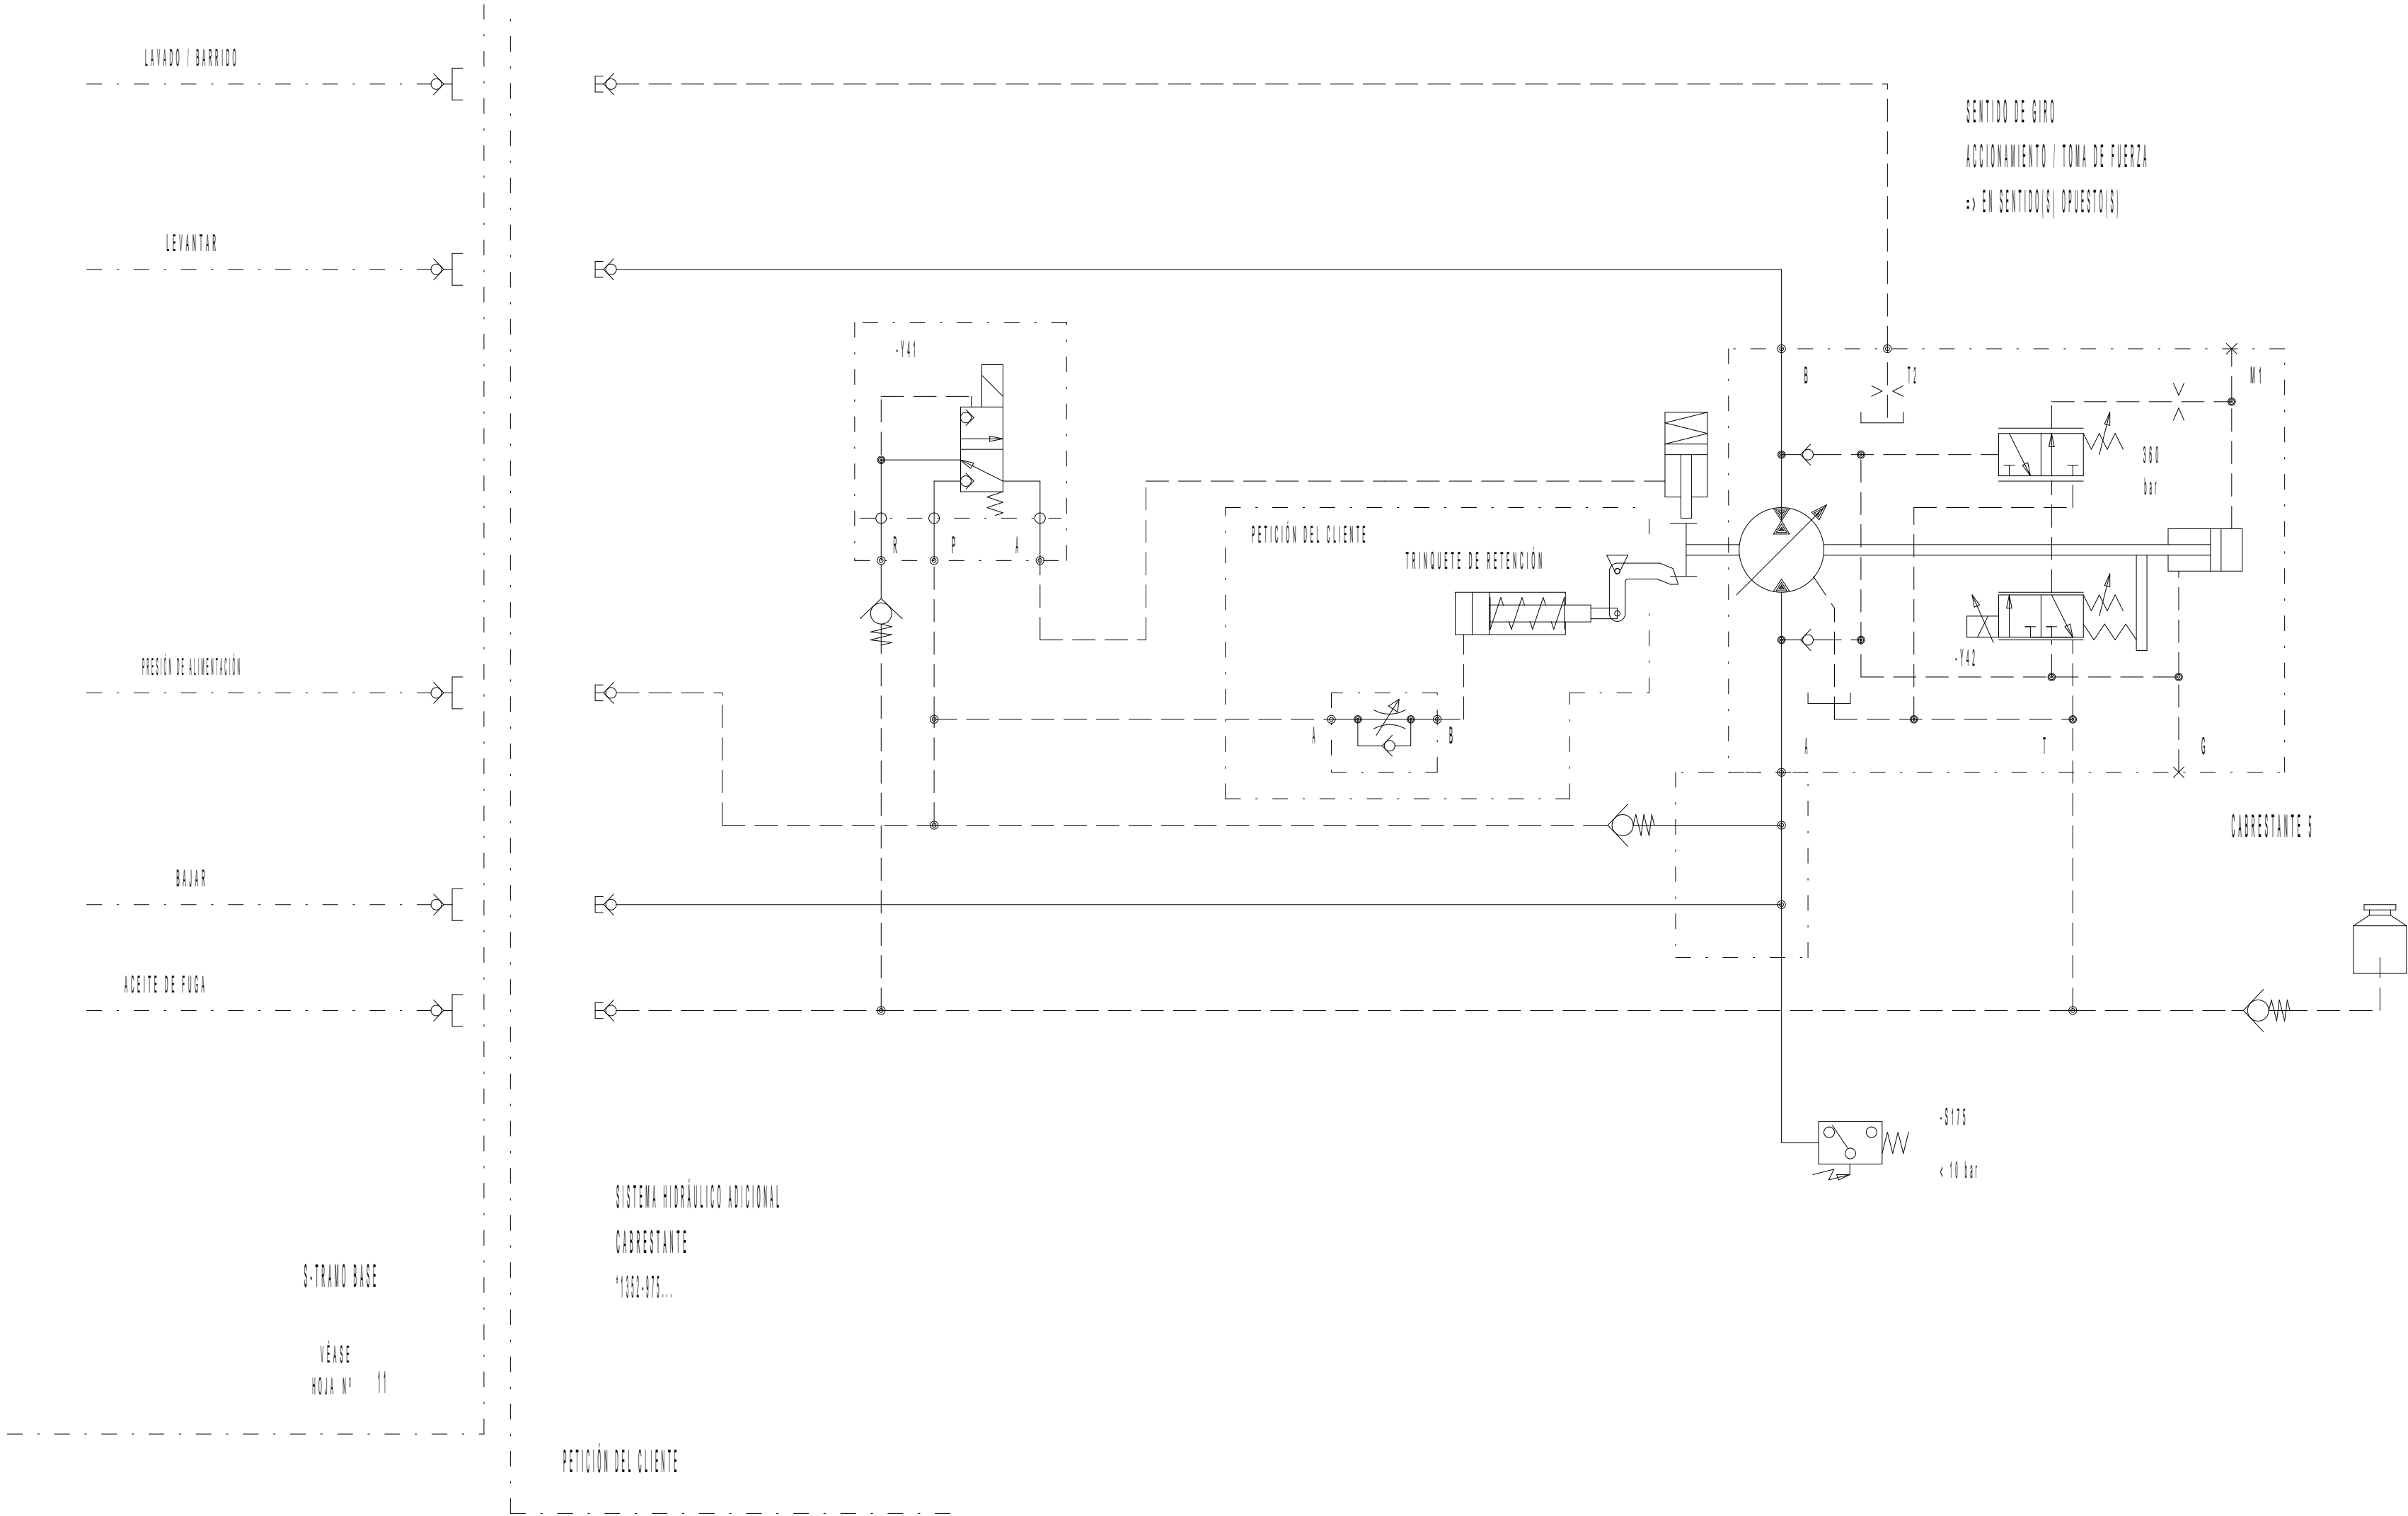 LAVADO / BARRIDO
SENTIDO DE GIRO
ACCIONAMIENTO / TOMA DE FUERZA
=> EN SENTIDO(S) OPUESTO(S)
LEVANTAR
-Y41
B
T2
M1
360
bar
R
P
A
PETICIÓN DEL CLIENTE
TRINQUETE DE RETENCIÓN
-Y42
PRESIÓN DE ALIMENTACIÓN
A
B
A
T
G
CABRESTANTE 5
BAJAR
ACEITE DE FUGA
-S175
< 10 bar
SISTEMA HIDRÁULICO ADICIONAL
CABRESTANTE
*1352-975...
S-TRAMO BASE
VÉASE
HOJA Nº 11
PETICIÓN DEL CLIENTE